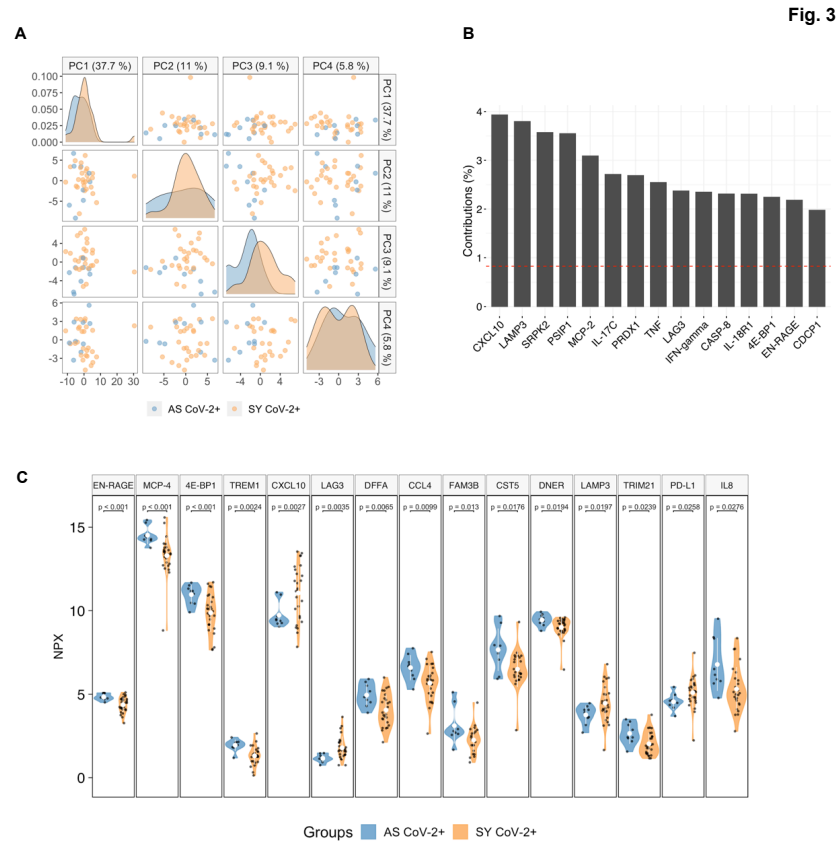 Fig. 3
A
PC1 (37.7 %) PC2 (11 %) PC3 (9.1 %) PC4 (5.8 %)
0.100
0.075
0.050
0.025
0.000
PC1 (37.7 %)
5
0
-5
PC2 (11 %)
4
0
-4
PC3 (9.1 %)
6
3
0
-3
PC4 (5.8 %)
-10 0 10 20 30 -5 0 5 -4 0 4 -3 0 3 6
AS CoV-2+ SY CoV-2+
B
Contributions (%)
4
3
2
1
0
CXCL10 LAMP3 SRPK2 PSIP1 MCP-2 IL-17C PRDX1 TNF LAG3 IFN-gamma CASP-8 IL-18R1 4E-BP1 EN-RAGE CDCP1
C
EN-RAGE MCP-4 4E-BP1 TREM1 CXCL10 LAG3 DFFA CCL4 FAM3B CST5 DNER LAMP3 TRIM21 PD-L1 IL8
p < 0.001 p < 0.001 p < 0.001 p = 0.0024 p = 0.0027 p = 0.0035 p = 0.0065 p = 0.0099 p = 0.013 p = 0.0176 p = 0.0194 p = 0.0197 p = 0.0239 p = 0.0258 p = 0.0276
NPX
15
10
5
0
Groups AS CoV-2+ SY CoV-2+